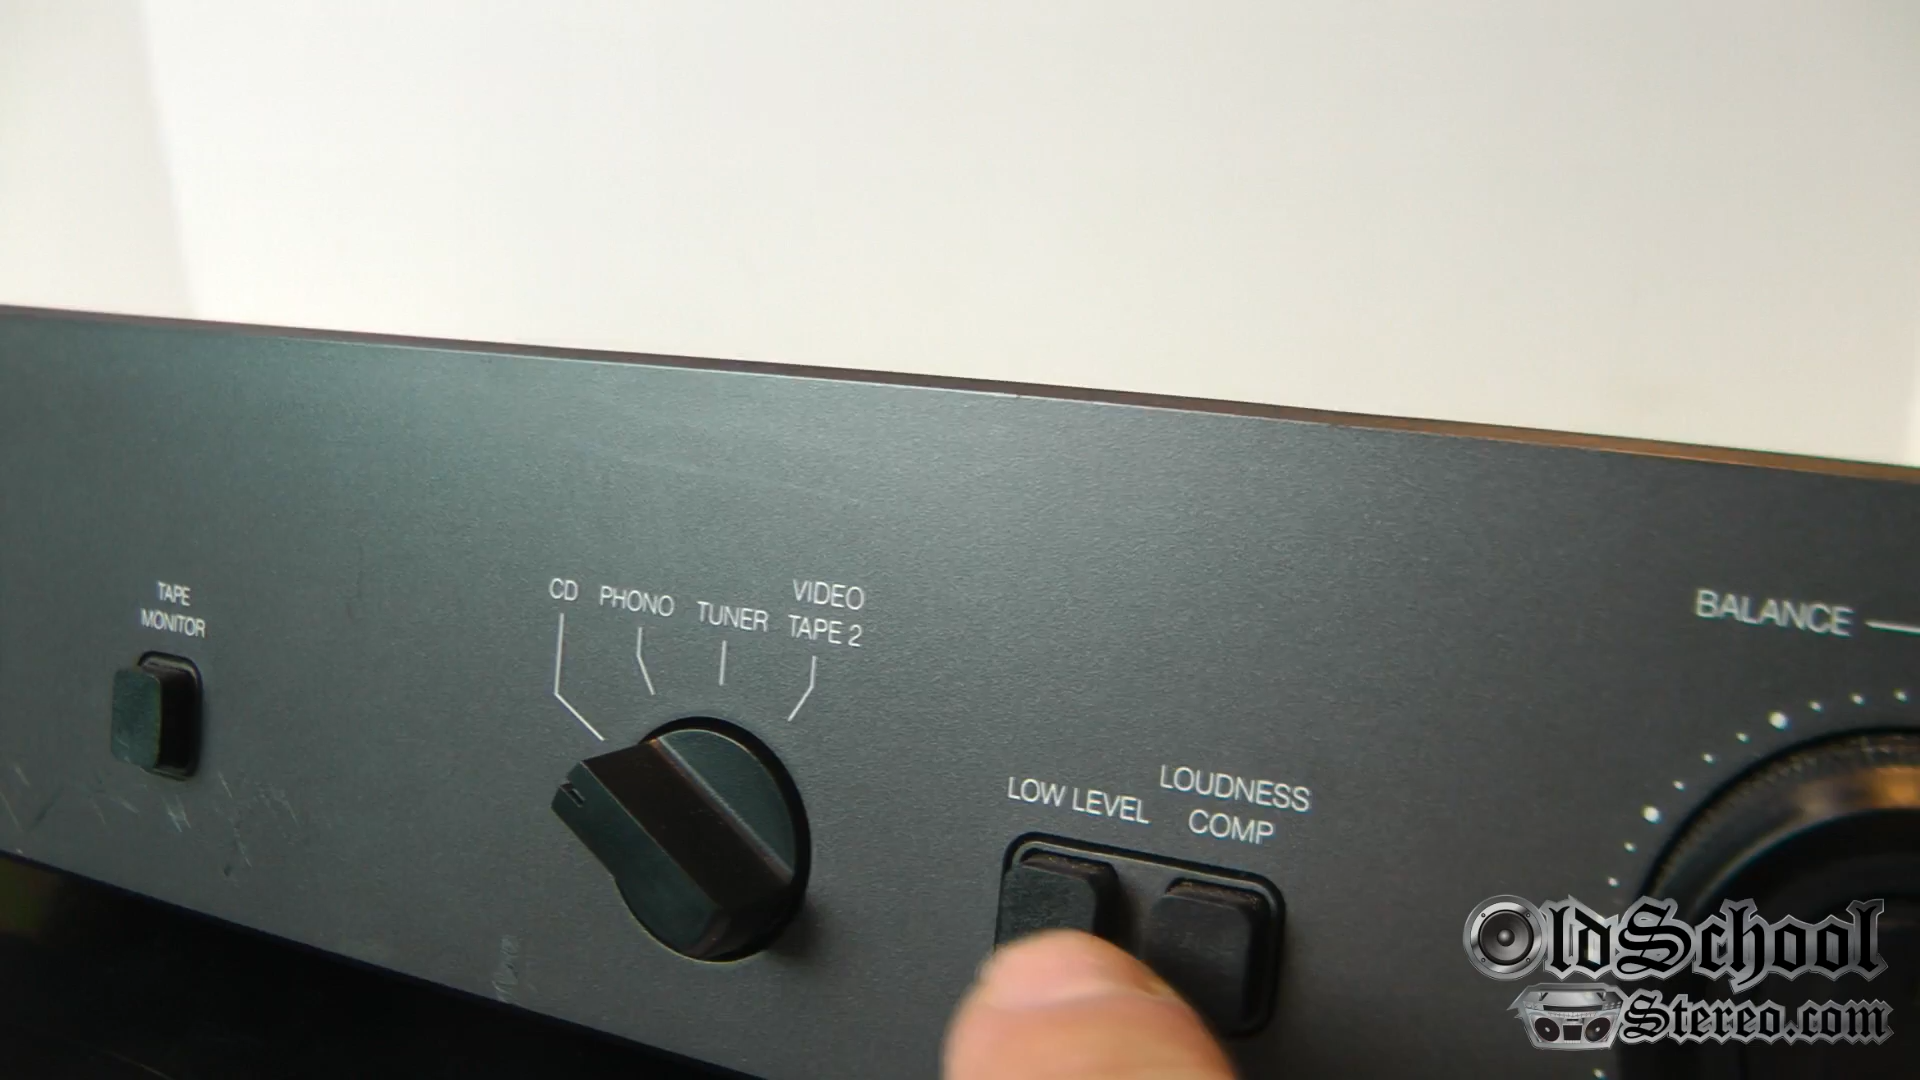 TAPE
MONITOR
CD PHONO TUNER VIDEO
TAPE 2
LOW LEVEL LOUDNESS
COMP
BALANCE
OldSchool
Stereo.com